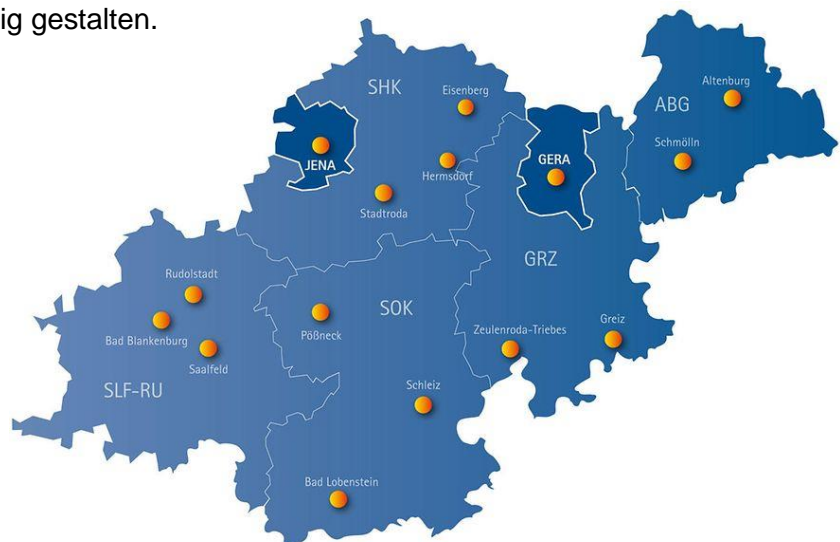 ig gestalten.
SHK
Eisenberg
ABG
Altenburg
JENA
Hermsdorf
GERA
Schmölln
Stadtroda
GRZ
Rudolstadt
SOK
Bad Blankenburg
Pößneck
Zeulenroda-Triebes
Greiz
Saalfeld
SLF-RU
Schleiz
Bad Lobenstein